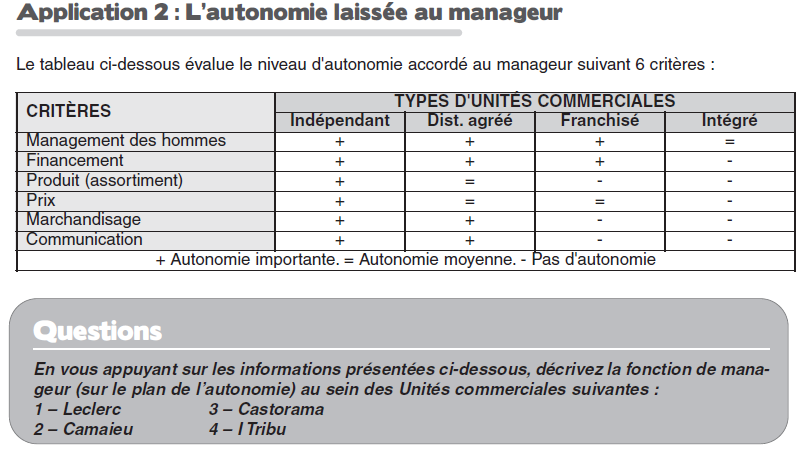 Application 2 : L'autonomie laissée au manageur
Le tableau ci-dessous évalue le niveau d'autonomie accordé au manageur suivant 6 critères :
CRITÈRES TYPES D'UNITÉS COMMERCIALES
Indépendant Dist. agréé Franchisé Intégré
Management des hommes + + + =
Financement + + + -
Produit (assortiment) + = - -
Prix + = = -
Marchandisage + + - -
Communication + + - -
+ Autonomie importante. = Autonomie moyenne. - Pas d'autonomie
Questions
En vous appuyant sur les informations présentées ci-dessous, décrivez la fonction de mana-
geur (sur le plan de l'autonomie) au sein des Unités commerciales suivantes :
1 – Leclerc 3 – Castorama
2 – Camaieu 4 – I Tribu